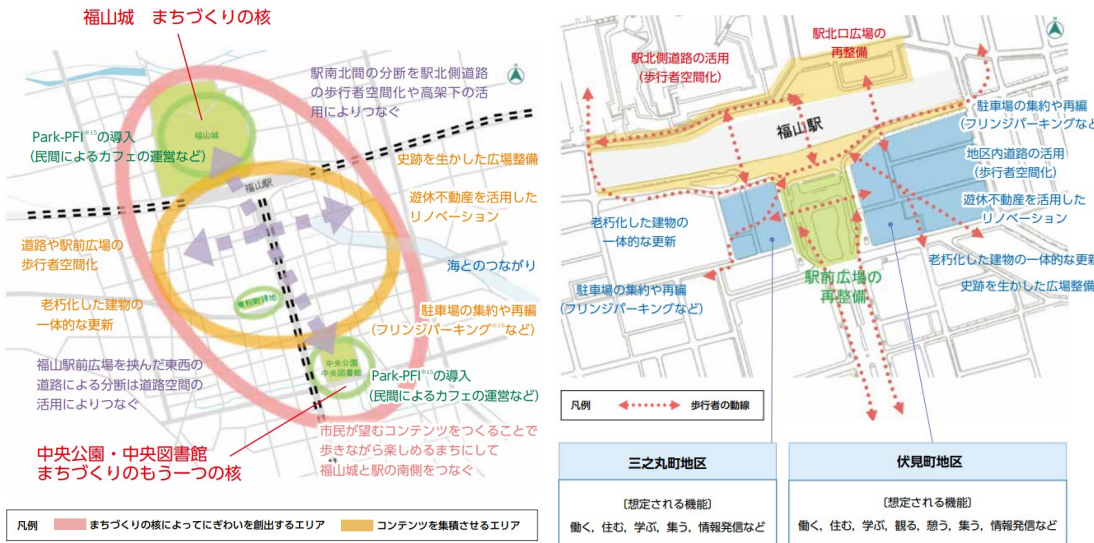 福山城　まちづくりの核
駅南北間の分断を駅北側道路
の歩行者空間化や高架下の活
用によりつなぐ
福山城
Park-PFI※15の導入
(民間によるカフェの運営など)
史跡を生かした広場整備
福山駅
遊休不動産を活用した
リノベーション
道路や駅前広場の
歩行者空間化
海とのつながり
老朽化した建物の
一体的な更新
東桜町緑地
駐車場の集約や再編
(フリンジパーキング※16など)
福山駅前広場を挟んだ東西の
道路による分断は道路空間の
活用によりつなぐ
中央公園
中央図書館
Park-PFI※15の導入
(民間によるカフェの運営など)
中央公園・中央図書館
まちづくりのもう一つの核
市民が望むコンテンツをつくることで
歩きながら楽しめるまちにして
福山城と駅の南側をつなぐ
凡例
まちづくりの核によってにぎわいを創出するエリア
コンテンツを集積させるエリア
駅北口広場の
再整備
駅北側道路の活用
(歩行者空間化)
福山駅
駐車場の集約や再編
(フリンジパーキングなど
地区内道路の活用
(歩行者空間化)
遊休不動産を活用した
リノベーション
老朽化した建物の
一体的な更新
老朽化した建物の一体的な更新
史跡を生かした広場整備
駅前広場の
再整備
駐車場の集約や再編
(フリンジパーキングなど)
凡例
歩行者の動線
三之丸町地区
〔想定される機能〕
働く，住む，学ぶ，集う，情報発信など
伏見町地区
〔想定される機能〕
働く，住む，学ぶ，観る，憩う，集う，情報発信など